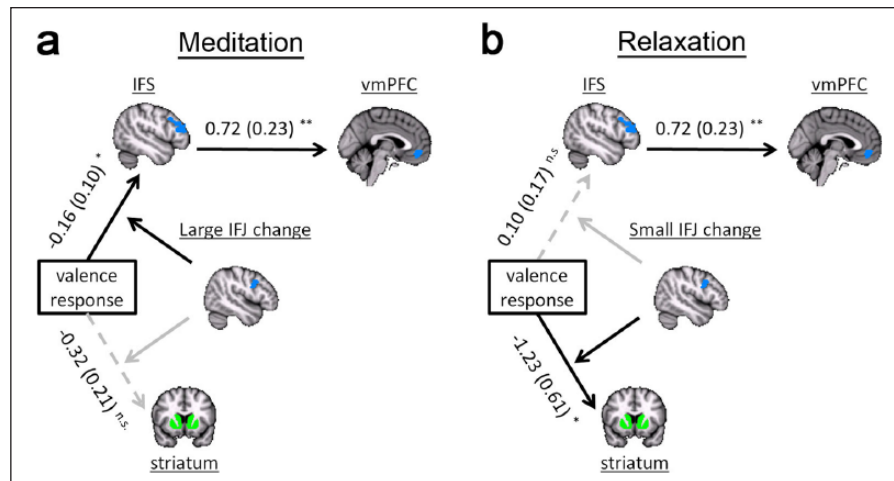 a
Meditation
IFS
vmPFC
0.72 (0.23) **
-0.16 (0.10) *
Large IFJ change
valence
response
-0.32 (0.21) n.s.
striatum
b
Relaxation
IFS
vmPFC
0.72 (0.23) **
0.10 (0.17) n.s
Small IFJ change
valence
response
-1.23 (0.61) *
striatum